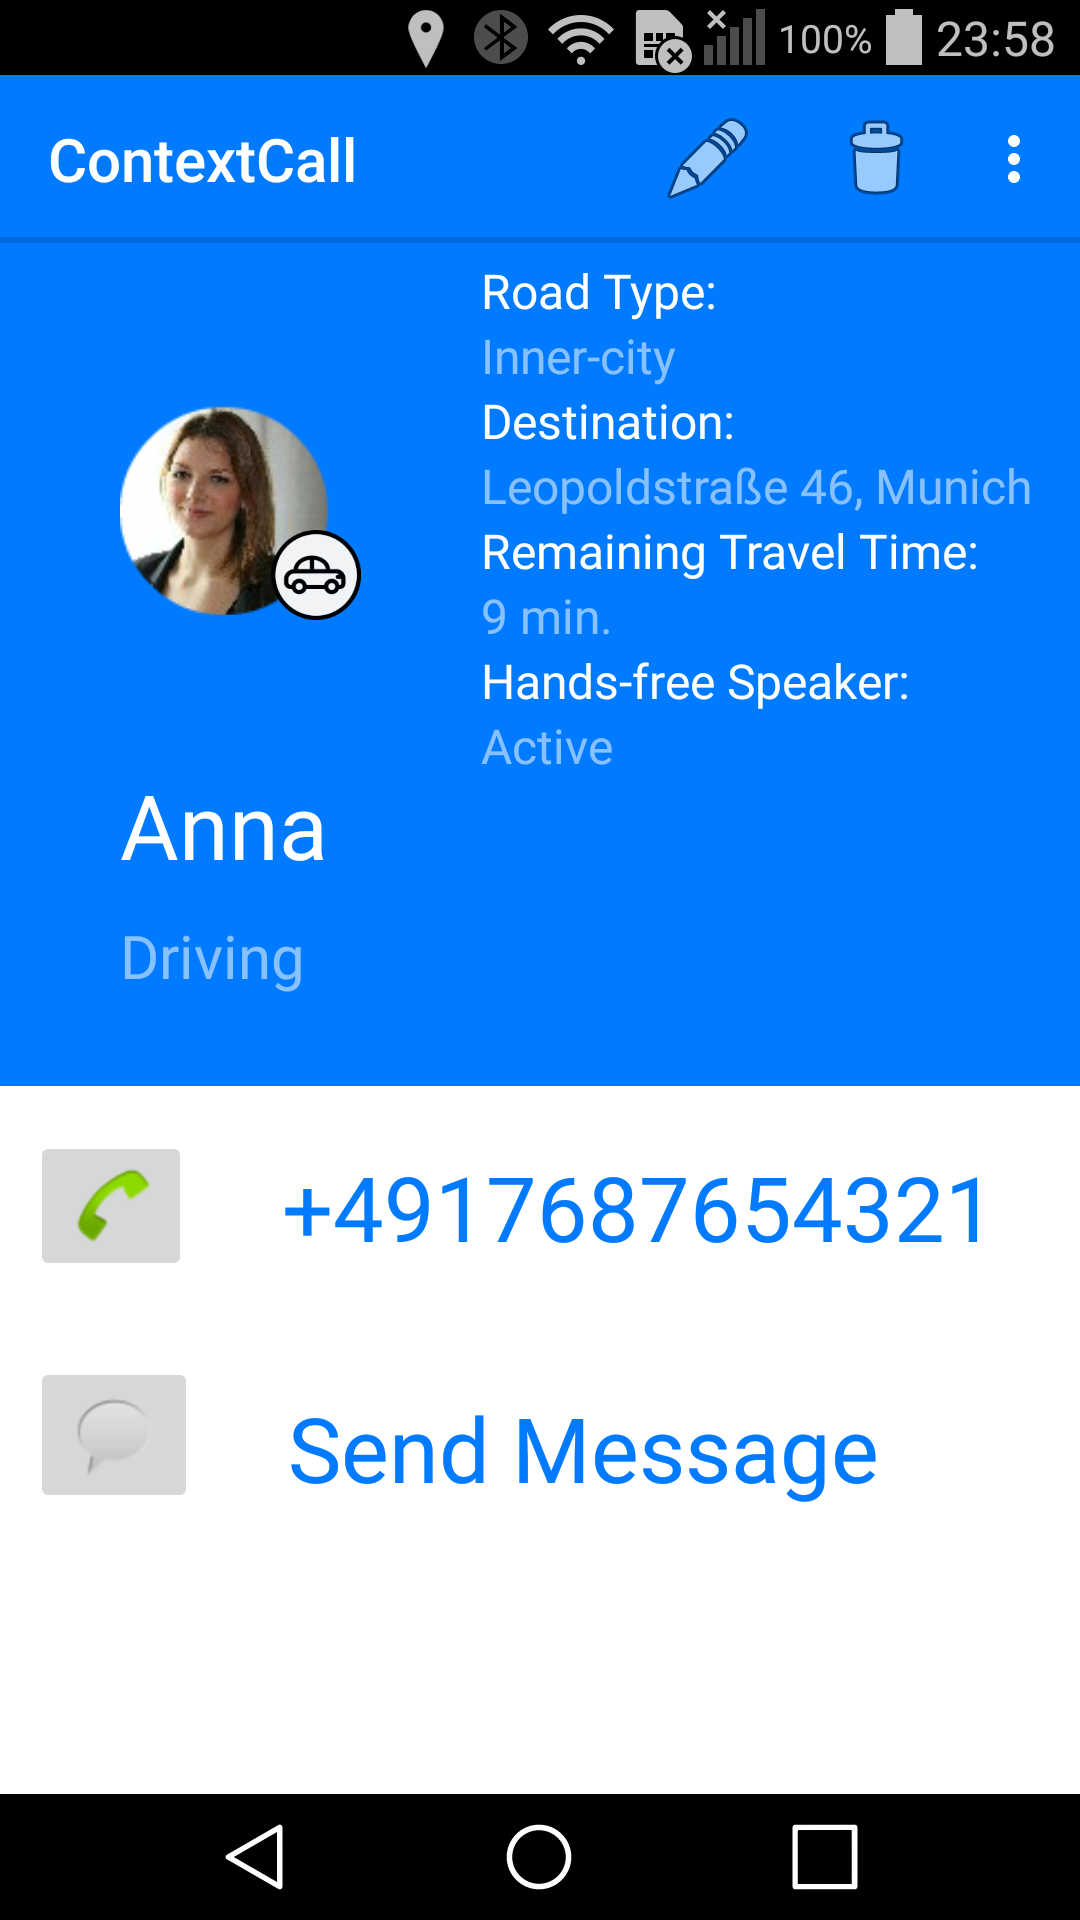 100% 23:58
ContextCall
Road Type:
Inner-city
Destination:
Leopoldstraße 46, Munich
Remaining Travel Time:
9 min.
Hands-free Speaker:
Active
Anna
Driving
+4917687654321
Send Message